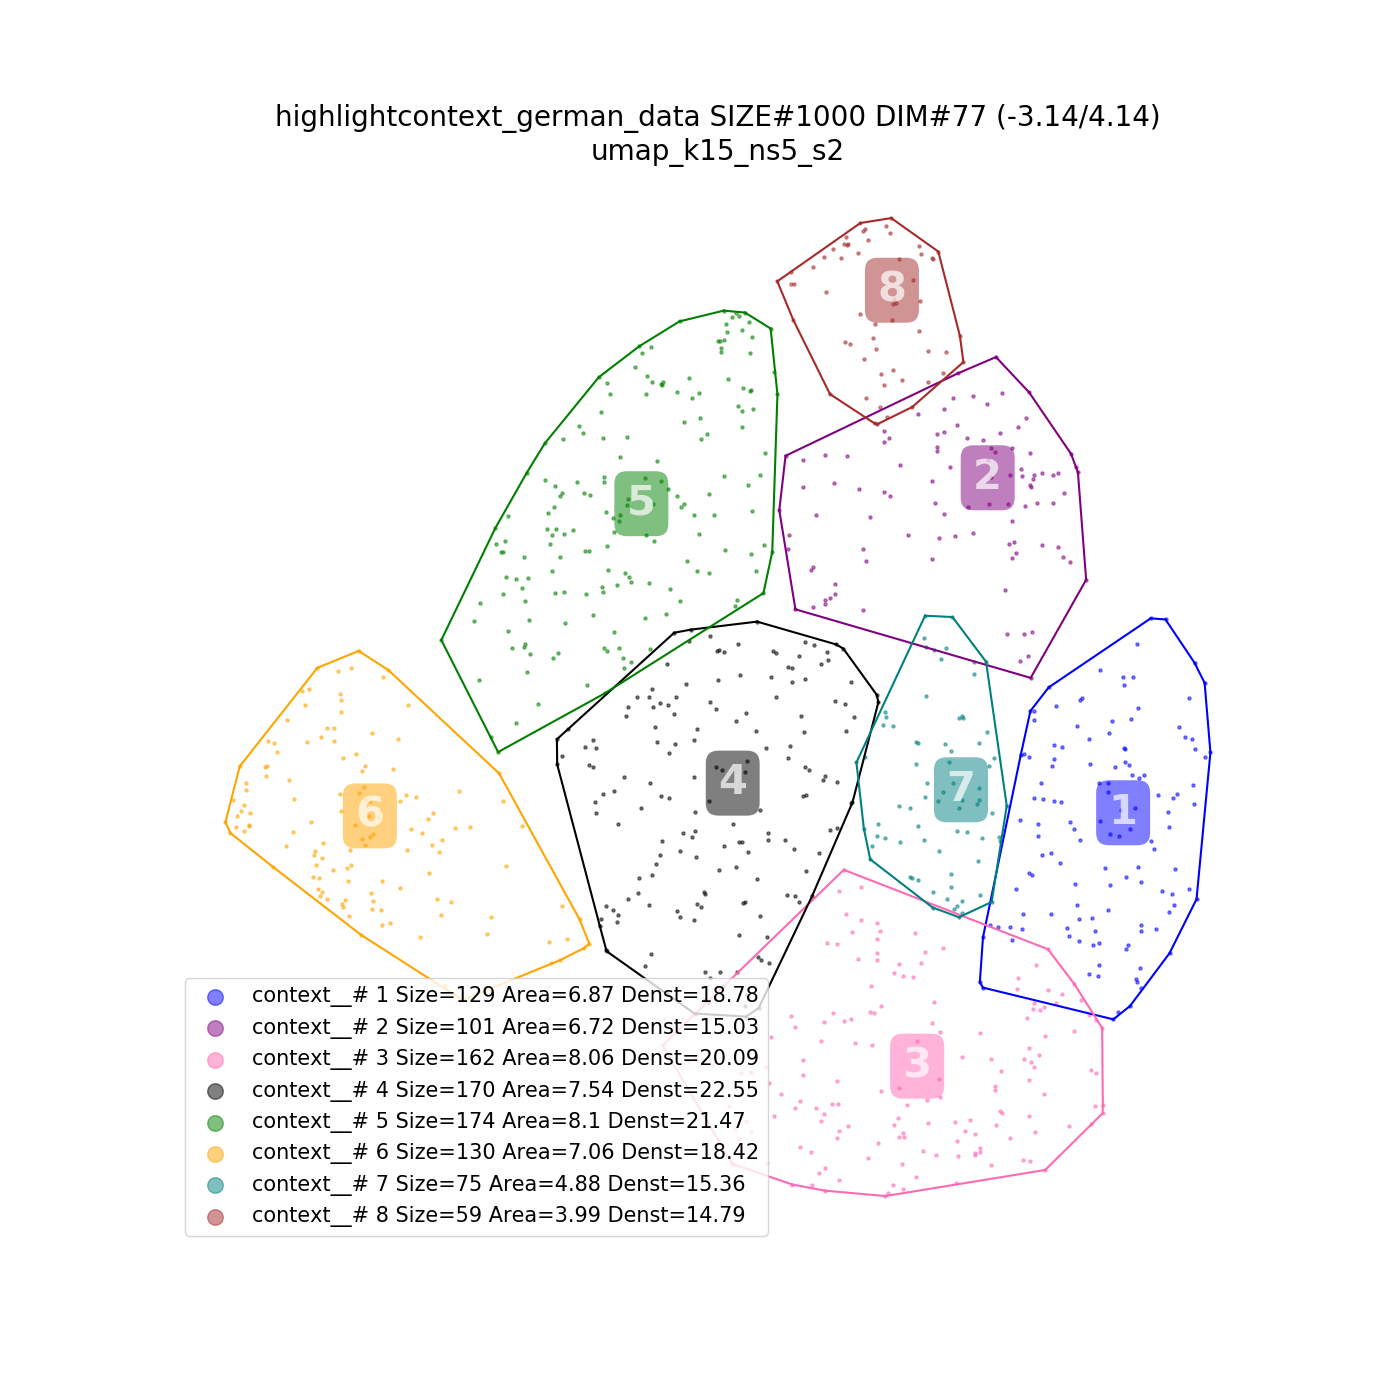 highlightcontext_german_data SIZE#1000 DIM#77 (-3.14/4.14)
umap_k15_ns5_s2
8
2
5
4
7
6
1
3
context__# 1 Size=129 Area=6.87 Denst=18.78
context__# 2 Size=101 Area=6.72 Denst=15.03
context__# 3 Size=162 Area=8.06 Denst=20.09
context__# 4 Size=170 Area=7.54 Denst=22.55
context__# 5 Size=174 Area=8.1 Denst=21.47
context__# 6 Size=130 Area=7.06 Denst=18.42
context__# 7 Size=75 Area=4.88 Denst=15.36
context__# 8 Size=59 Area=3.99 Denst=14.79